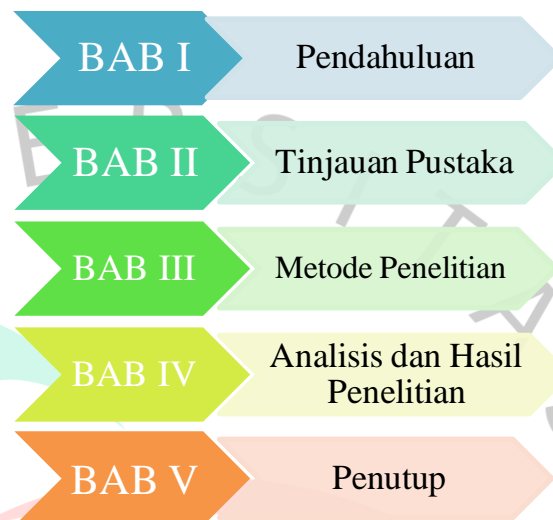 BAB I
Pendahuluan
BAB II
Tinjauan Pustaka
BAB III
Metode Penelitian
BAB IV
Analisis dan Hasil
Penelitian
BAB V
Penutup